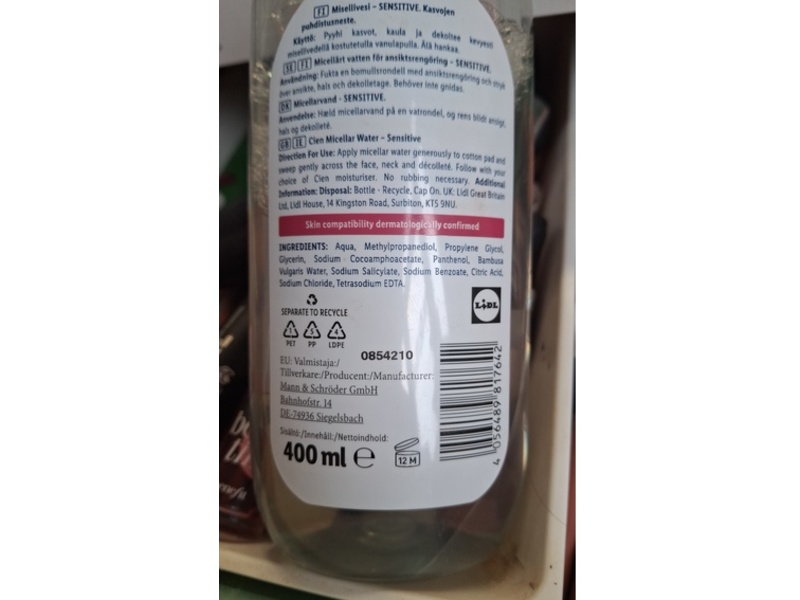 FI Misellivesi – SENSITIVE. Kasvojen
puhdistusneste.
Käyttö: Pyyhi kasvot, kaula ja dekoltee kevyesti
misellivedellä kostutetulla vanulapulla. Älä hankaa.
SE FI Micellärt vatten för ansiktsrengöring – SENSITIVE.
Användning: Fukta en bomullsrondell med ansiktsrengöring och stryk
över ansikte, hals och dekolletage. Behöver inte gnidas.
DK Micellarvand - SENSITIVE.
Anvendelse: Hæld micellarvand på en vatrondel, og rens blidt ansigt,
hals og dekolleté.
GB IE Cien Micellar Water – Sensitive
Direction For Use: Apply micellar water generously to cotton pad and
sweep gently across the face, neck and décolleté. Follow with your
choice of Cien moisturiser. No rubbing necessary. Additional
Information: Disposal: Bottle - Recycle, Cap On. UK: Lidl Great Britain
Ltd, Lidl House, 14 Kingston Road, Surbiton, KT5 9NU.
Skin compatibility dermatologically confirmed
INGREDIENTS: Aqua, Methylpropanediol, Propylene Glycol,
Glycerin, Sodium Cocoamphoacetate, Panthenol, Bambusa
Vulgaris Water, Sodium Salicylate, Sodium Benzoate, Citric Acid,
Sodium Chloride, Tetrasodium EDTA.
SEPARATE TO RECYCLE
1 5 4
PET PP LDPE
LIDL
0854210
EU: Valmistaja:/
Tillverkare:/Producent:/Manufacturer:
Mann & Schröder GmbH
Bahnhofstr. 14
DE-74936 Siegelsbach
Sisältö:/Innehåll:/Nettoindhold:
400 ml ℮
12 M
4 056489 817642